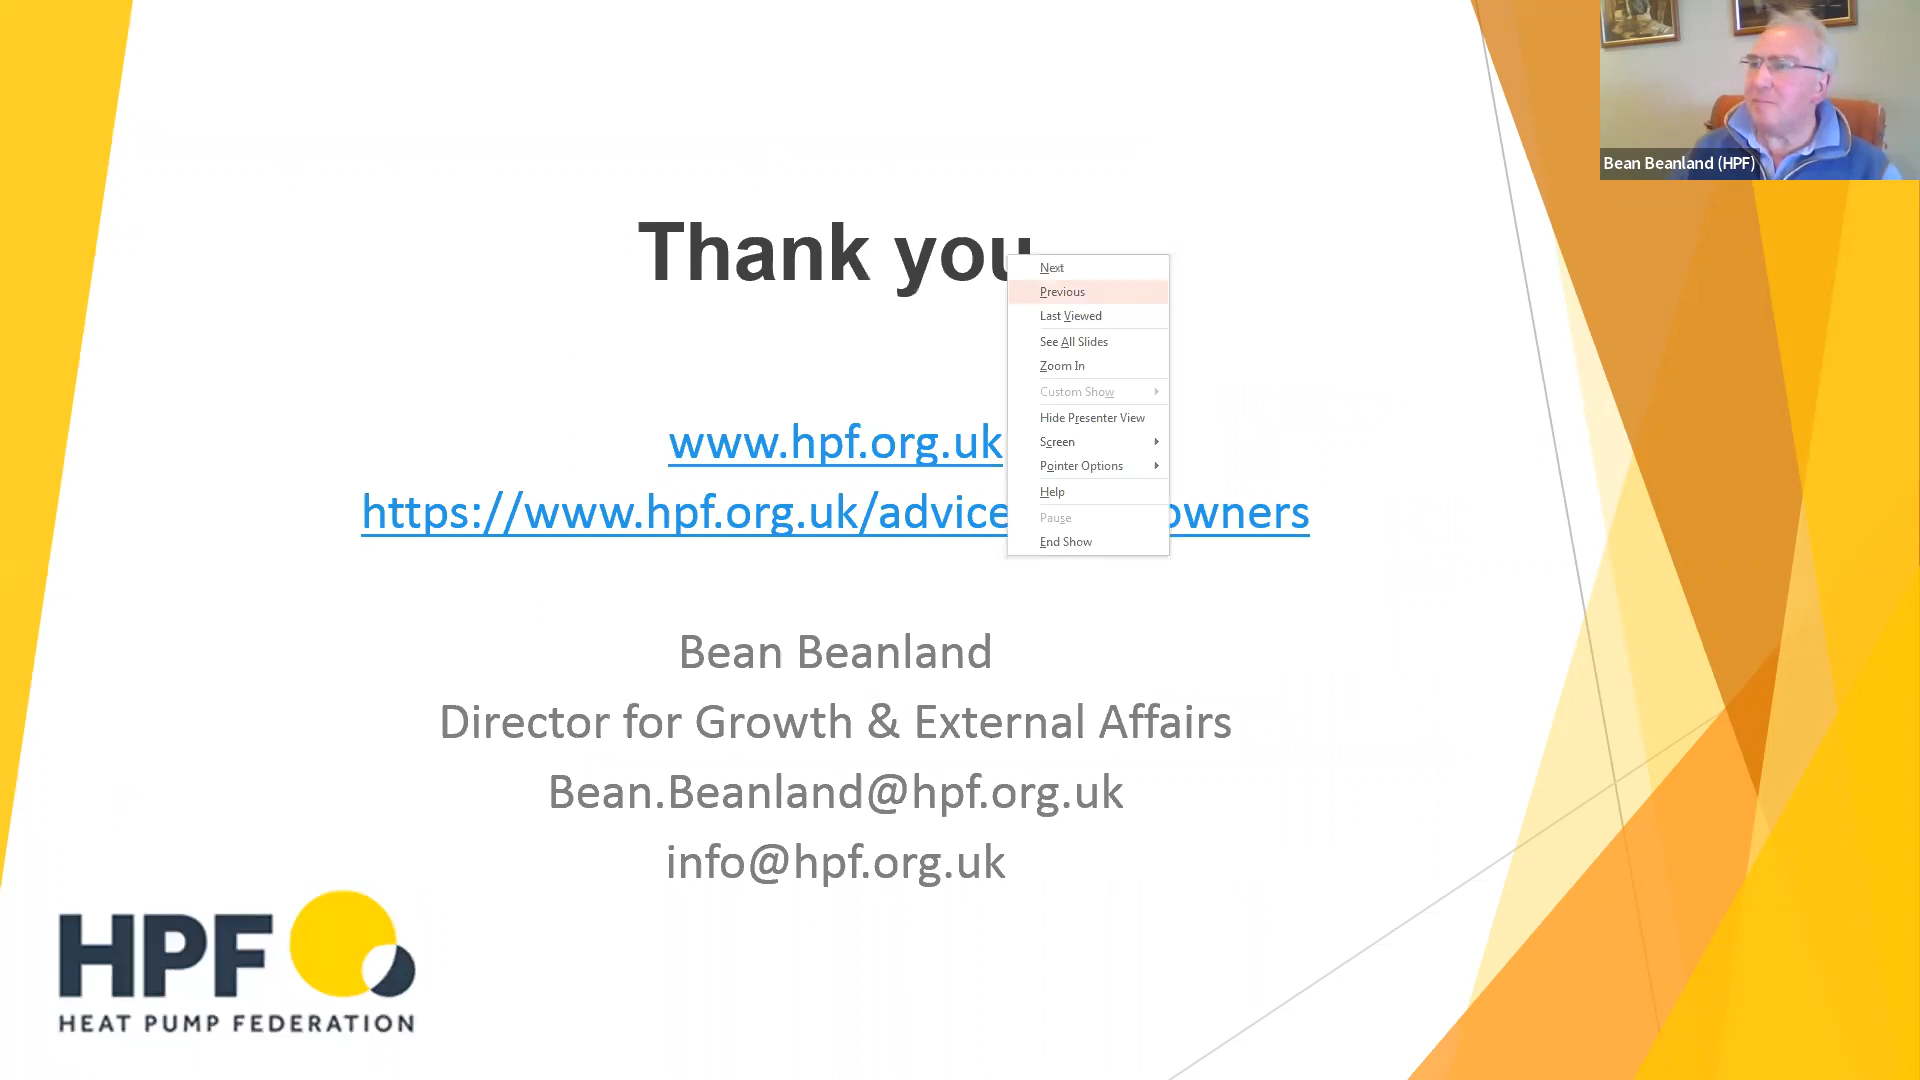 Bean Beanland (HPF)
Thank you
Next
Previous
Last Viewed
See All Slides
Zoom In
Custom Show
Hide Presenter View
Screen
Pointer Options
Help
Pause
End Show
www.hpf.org.uk
https://www.hpf.org.uk/advice owners
Bean Beanland
Director for Growth & External Affairs
Bean.Beanland@hpf.org.uk
info@hpf.org.uk
HPF
HEAT PUMP FEDERATION